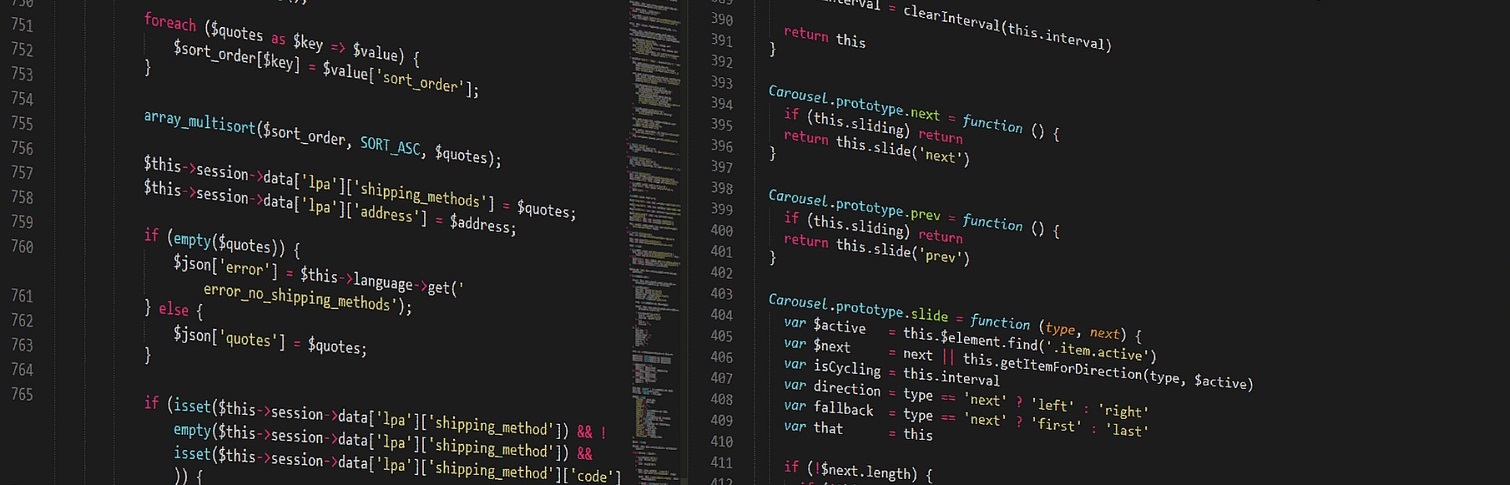 750
751
752
753
754
755
756
757
758
759
760
761
762
763
764
765
foreach ($quotes as $key => $value) {
$sort_order[$key] = $value['sort_order'];
}
array_multisort($sort_order, SORT_ASC, $quotes);
$this->session->data['lpa']['shipping_methods'] = $quotes;
$this->session->data['lpa']['address'] = $address;
if (empty($quotes)) {
$json['error'] = $this->language->get('
error_no_shipping_methods');
} else {
$json['quotes'] = $quotes;
}
if (isset($this->session->data['lpa']['shipping_method']) && !
empty($this->session->data['lpa']['shipping_method']) &&
isset($this->session->data['lpa']['shipping_method']['code']
)) {
389
390
391
392
393
394
395
396
397
398
399
400
401
402
403
404
405
406
407
408
409
410
411
412
= clearInterval(this.interval)
return this
}
Carousel.prototype.next = function () {
if (this.sliding) return
return this.slide('next')
}
Carousel.prototype.prev = function () {
if (this.sliding) return
return this.slide('prev')
}
Carousel.prototype.slide = function (type, next) {
var $active = this.$element.find('.item.active')
var $next = next || this.getItemForDirection(type, $active)
var isCycling = this.interval
var direction = type == 'next' ? 'left' : 'right'
var fallback = type == 'next' ? 'first' : 'last'
var that = this
if (!$next.length) {